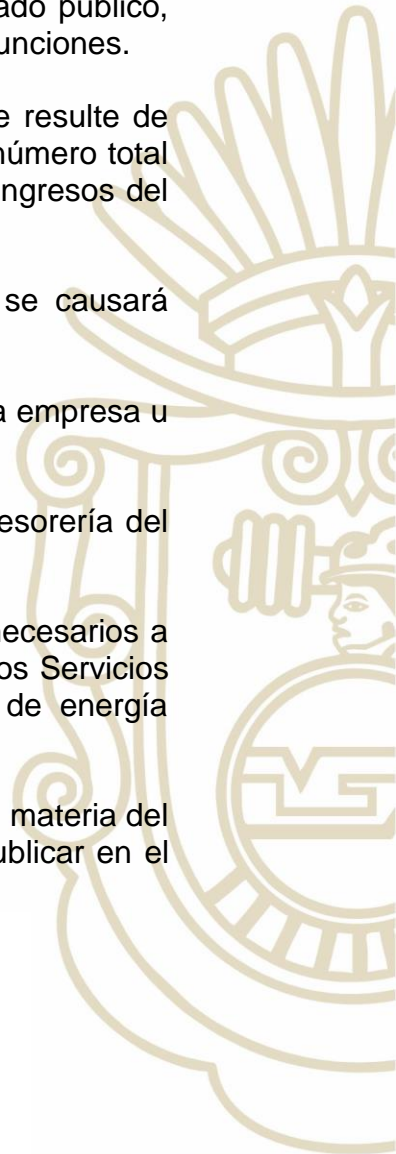 ado público,
unciones.
e resulte de
número total
ngresos del
se causará
a empresa u
esorería del
necesarios a
os Servicios
de energía
materia del
ublicar en el